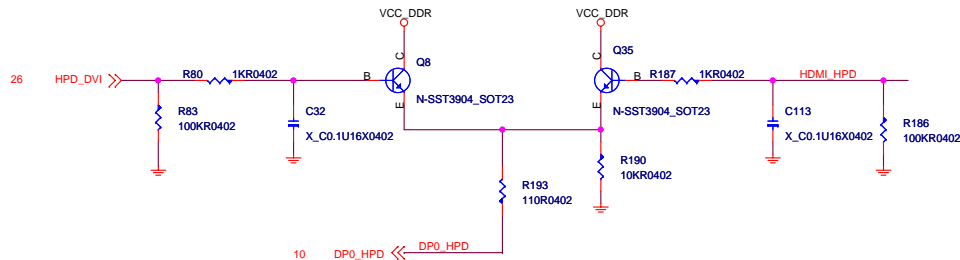 VCC_DDR
VCC_DDR
C
Q8
C
Q35
26 HPD_DVI R80 1KR0402 B
B R187 1KR0402 HDMI_HPD
E
N-SST3904_SOT23
E
N-SST3904_SOT23
R83
100KR0402
C32
X_C0.1U16X0402
C113
X_C0.1U16X0402
R186
100KR0402
R190
10KR0402
R193
110R0402
10 DP0_HPD DP0_HPD